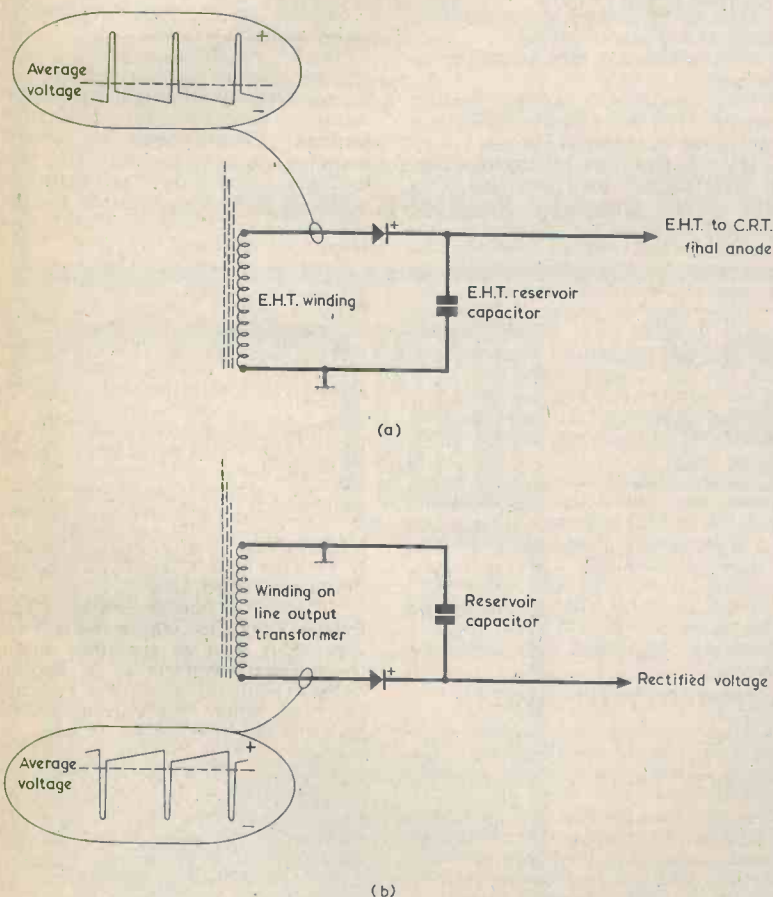 +
Average
voltage
−
+
E.H.T. to C.R.T.
final anode
E.H.T. winding
E.H.T. reservoir
capacitor
(a)
Winding on
line output
transformer
Reservoir
capacitor
+
Rectified voltage
Average
voltage
+
−
(b)